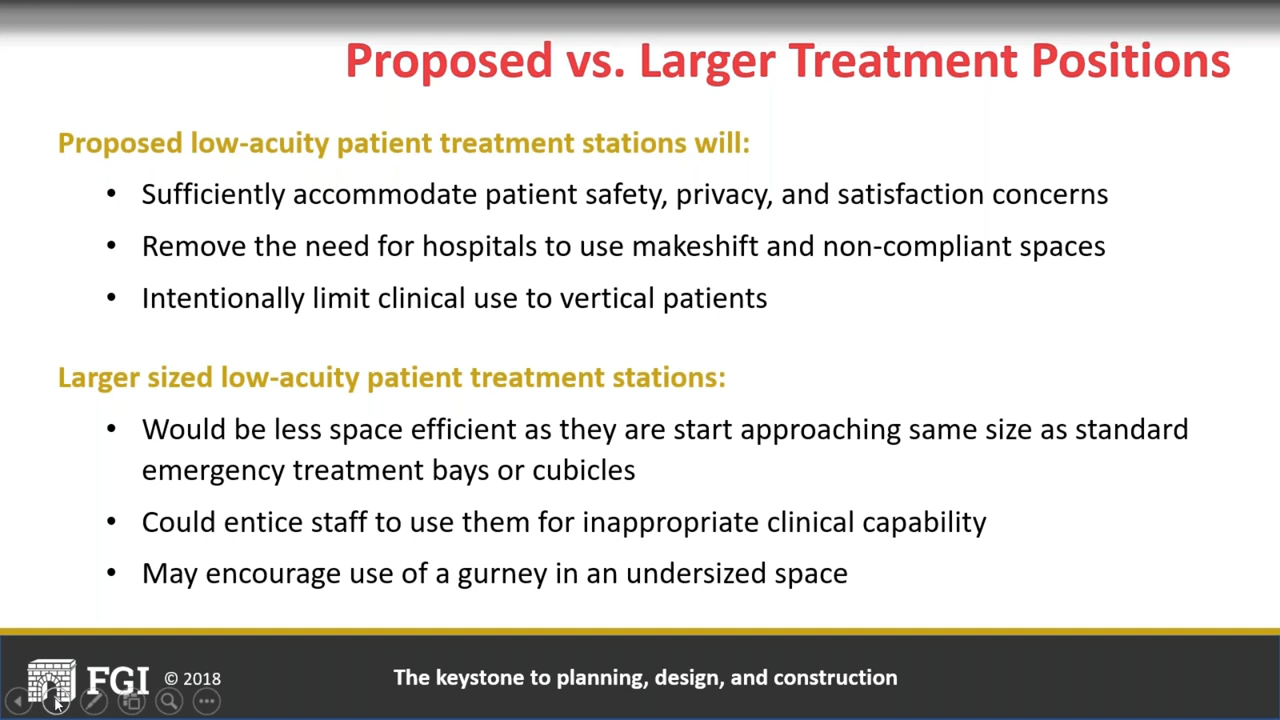 Proposed vs. Larger Treatment Positions
Proposed low-acuity patient treatment stations will:
• Sufficiently accommodate patient safety, privacy, and satisfaction concerns
• Remove the need for hospitals to use makeshift and non-compliant spaces
• Intentionally limit clinical use to vertical patients
Larger sized low-acuity patient treatment stations:
• Would be less space efficient as they are start approaching same size as standard
emergency treatment bays or cubicles
• Could entice staff to use them for inappropriate clinical capability
• May encourage use of a gurney in an undersized space
FGI © 2018
The keystone to planning, design, and construction